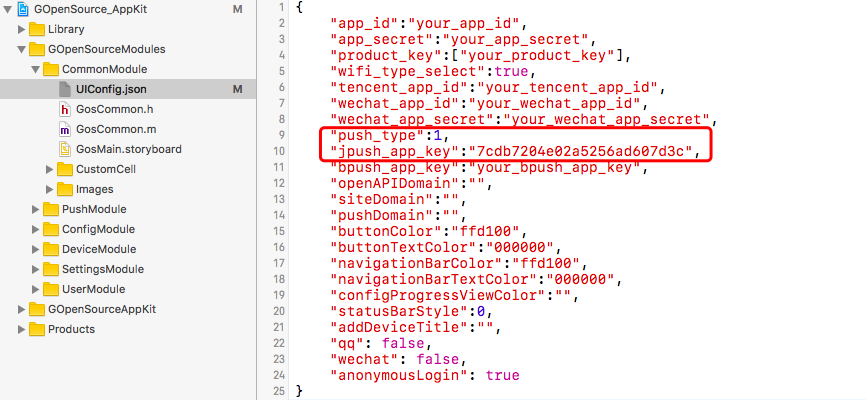 GOpenSource_AppKit M
Library
GOpenSourceModules
CommonModule
UIConfig.json M
GosCommon.h
GosCommon.m
GosMain.storyboard
CustomCell
Images
PushModule
ConfigModule
DeviceModule
SettingsModule
UserModule
GOpenSourceAppKit
Products
1 {
2 "app_id":"your_app_id",
3 "app_secret":"your_app_secret",
4 "product_key":["your_product_key"],
5 "wifi_type_select":true,
6 "tencent_app_id":"your_tencent_app_id",
7 "wechat_app_id":"your_wechat_app_id",
8 "wechat_app_secret":"your_wechat_app_secret",
9 "push_type":1,
10 "jpush_app_key":"7cdb7204e02a5256ad607d3c",
11 "bpush_app_key":"your_bpush_app_key",
12 "openAPIDomain":"",
13 "siteDomain":"",
14 "pushDomain":"",
15 "buttonColor":"ffd100",
16 "buttonTextColor":"000000",
17 "navigationBarColor":"ffd100",
18 "navigationBarTextColor":"000000",
19 "configProgressViewColor":"",
20 "statusBarStyle":0,
21 "addDeviceTitle":"",
22 "qq": false,
23 "wechat": false,
24 "anonymousLogin": true
25 }